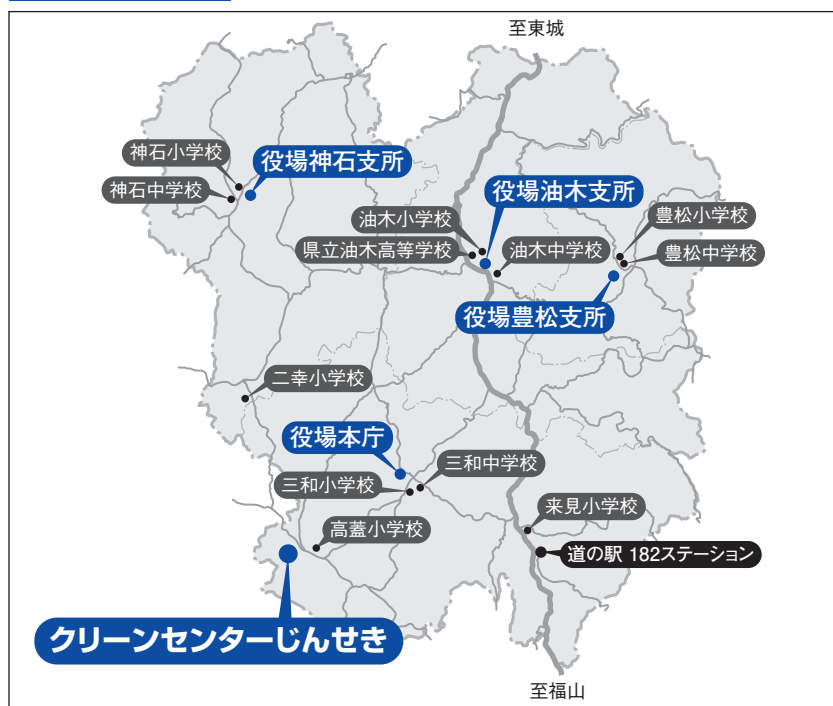 至東城
神石小学校
役場神石支所
神石中学校
役場油木支所
油木小学校
豊松小学校
県立油木高等学校
油木中学校
豊松中学校
役場豊松支所
二幸小学校
役場本庁
三和中学校
三和小学校
来見小学校
高蓋小学校
道の駅 182ステーション
クリーンセンターじんせき
至福山